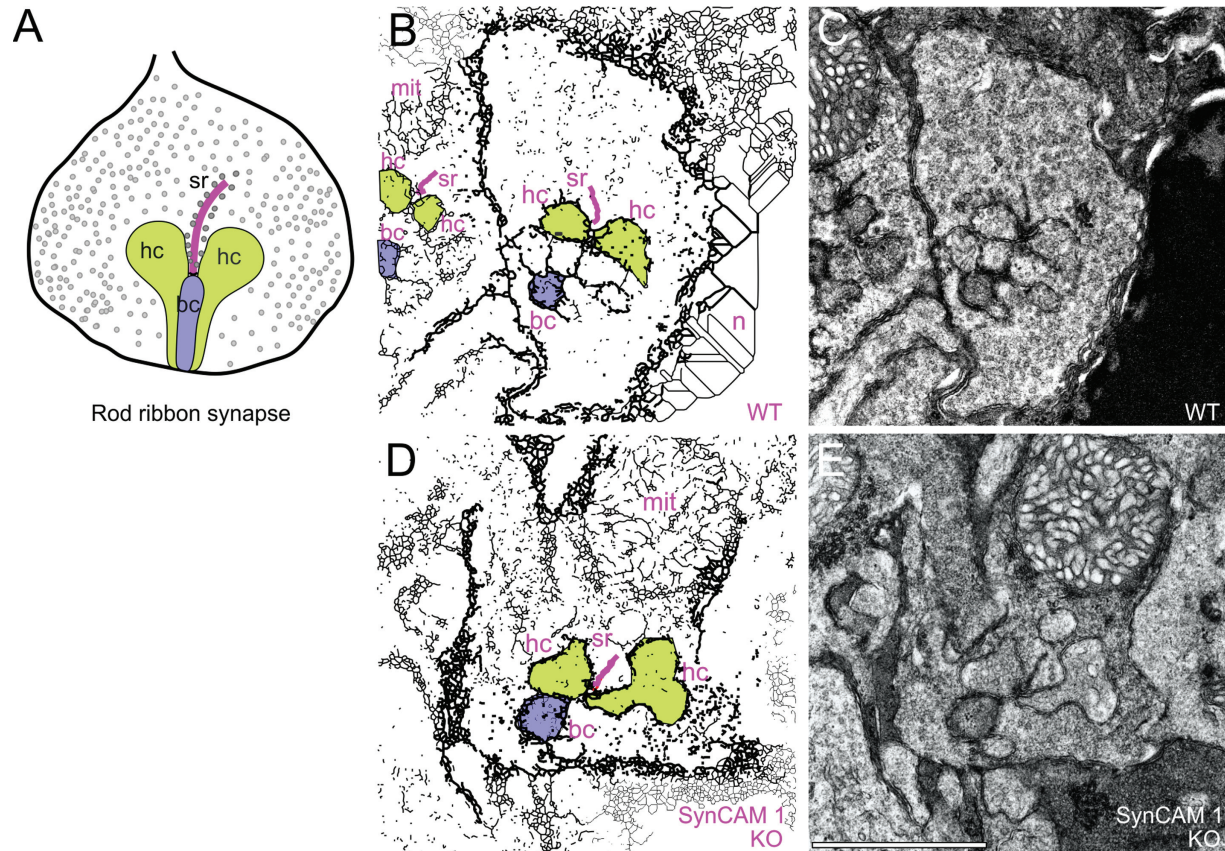 A
sr
hc
hc
bc
Rod ribbon synapse
B
mit
hc
sr
hc
bc
sr
hc
hc
bc
n
WT
C
WT
D
mit
hc
sr
hc
bc
SynCAM 1
KO
E
SynCAM 1
KO